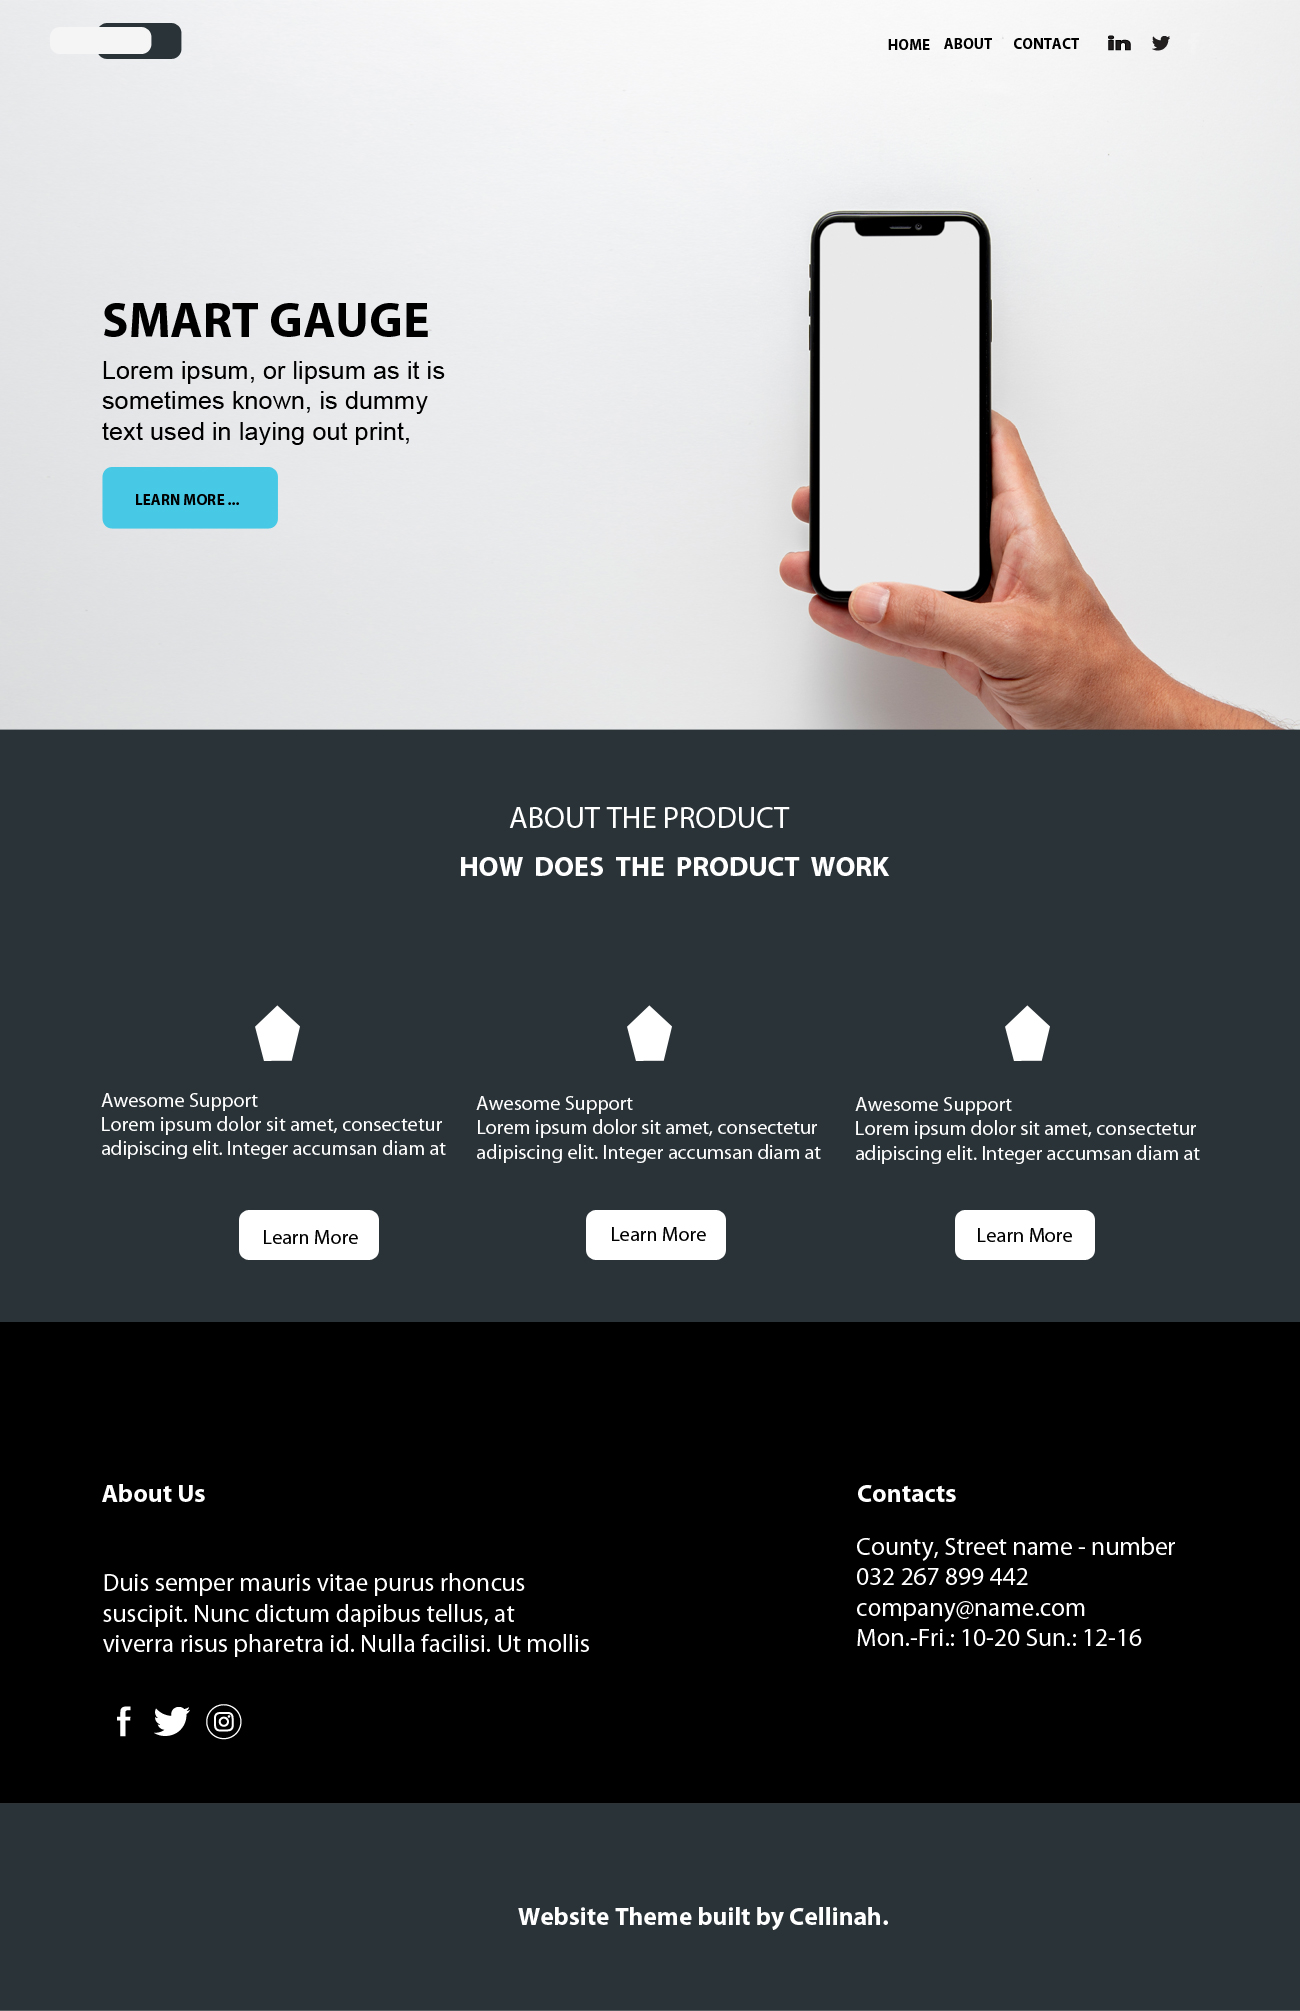 HOME ABOUT CONTACT
SMART GAUGE
Lorem ipsum, or lipsum as it is
sometimes known, is dummy
text used in laying out print,
LEARN MORE ...
ABOUT THE PRODUCT
HOW DOES THE PRODUCT WORK
Awesome Support
Lorem ipsum dolor sit amet, consectetur
adipiscing elit. Integer accumsan diam at
Learn More
Awesome Support
Lorem ipsum dolor sit amet, consectetur
adipiscing elit. Integer accumsan diam at
Learn More
Awesome Support
Lorem ipsum dolor sit amet, consectetur
adipiscing elit. Integer accumsan diam at
Learn More
About Us
Duis semper mauris vitae purus rhoncus
suscipit. Nunc dictum dapibus tellus, at
viverra risus pharetra id. Nulla facilisi. Ut mollis
Contacts
County, Street name - number
032 267 899 442
company@name.com
Mon.-Fri.: 10-20 Sun.: 12-16
Website Theme built by Cellinah.